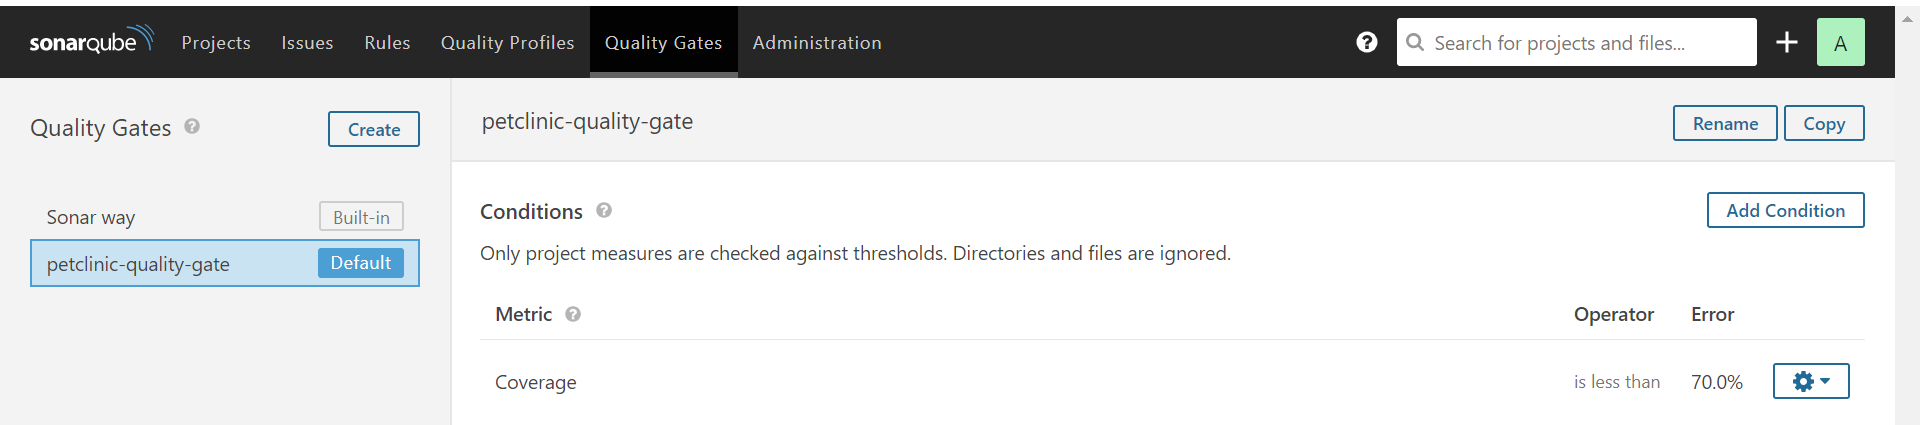 sonarqube Projects Issues Rules Quality Profiles Quality Gates Administration ? Search for projects and files... + A
Quality Gates ? Create
Sonar way Built-in
petclinic-quality-gate Default
petclinic-quality-gate Rename Copy
Conditions ? Add Condition
Only project measures are checked against thresholds. Directories and files are ignored.
Metric ? Operator Error
Coverage is less than 70.0%